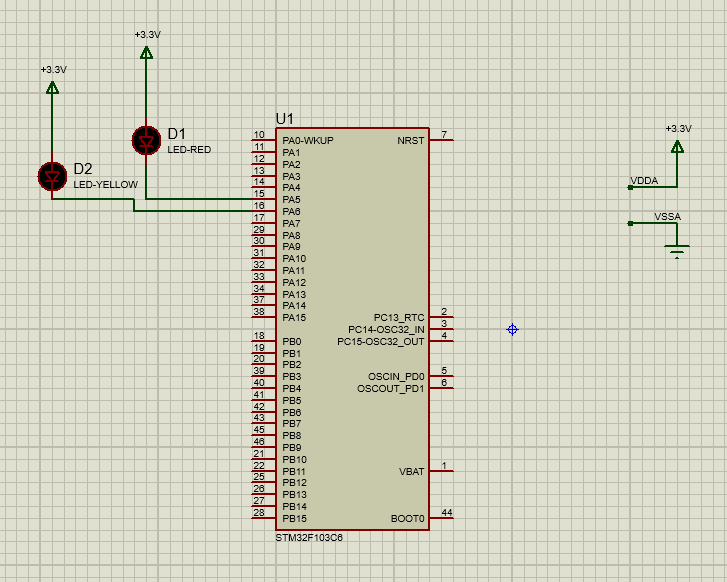 +3.3V
+3.3V
D1
LED-RED
D2
LED-YELLOW
U1
10 PA0-WKUP NRST 7
11 PA1
12 PA2
13 PA3
14 PA4
15 PA5
16 PA6
17 PA7
29 PA8
30 PA9
31 PA10
32 PA11
33 PA12
34 PA13
37 PA14
38 PA15 PC13_RTC 2
PC14-OSC32_IN 3
18 PB0 PC15-OSC32_OUT 4
19 PB1
20 PB2
39 PB3 OSCIN_PD0 5
40 PB4 OSCOUT_PD1 6
41 PB5
42 PB6
43 PB7
45 PB8
46 PB9
21 PB10
22 PB11 VBAT 1
25 PB12
26 PB13
27 PB14
28 PB15 BOOT0 44
STM32F103C6
+3.3V
VDDA
VSSA